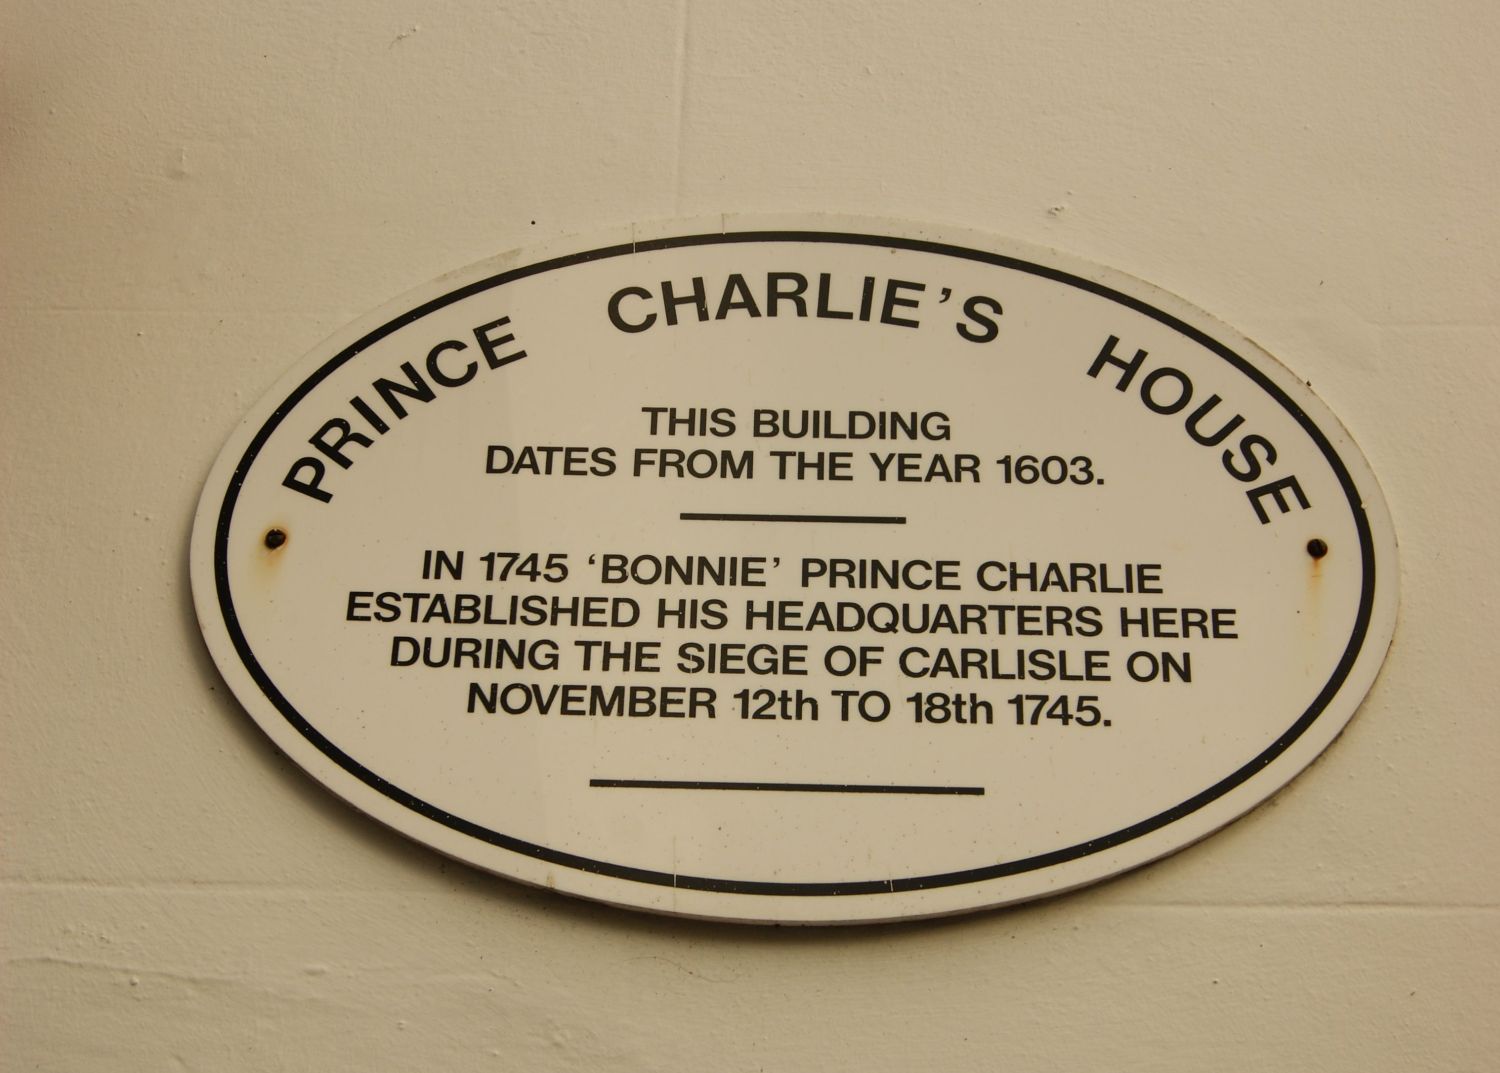 PRINCE CHARLIE'S HOUSE
THIS BUILDING
DATES FROM THE YEAR 1603.
IN 1745 ‘BONNIE’ PRINCE CHARLIE
ESTABLISHED HIS HEADQUARTERS HERE
DURING THE SIEGE OF CARLISLE ON
NOVEMBER 12th TO 18th 1745.